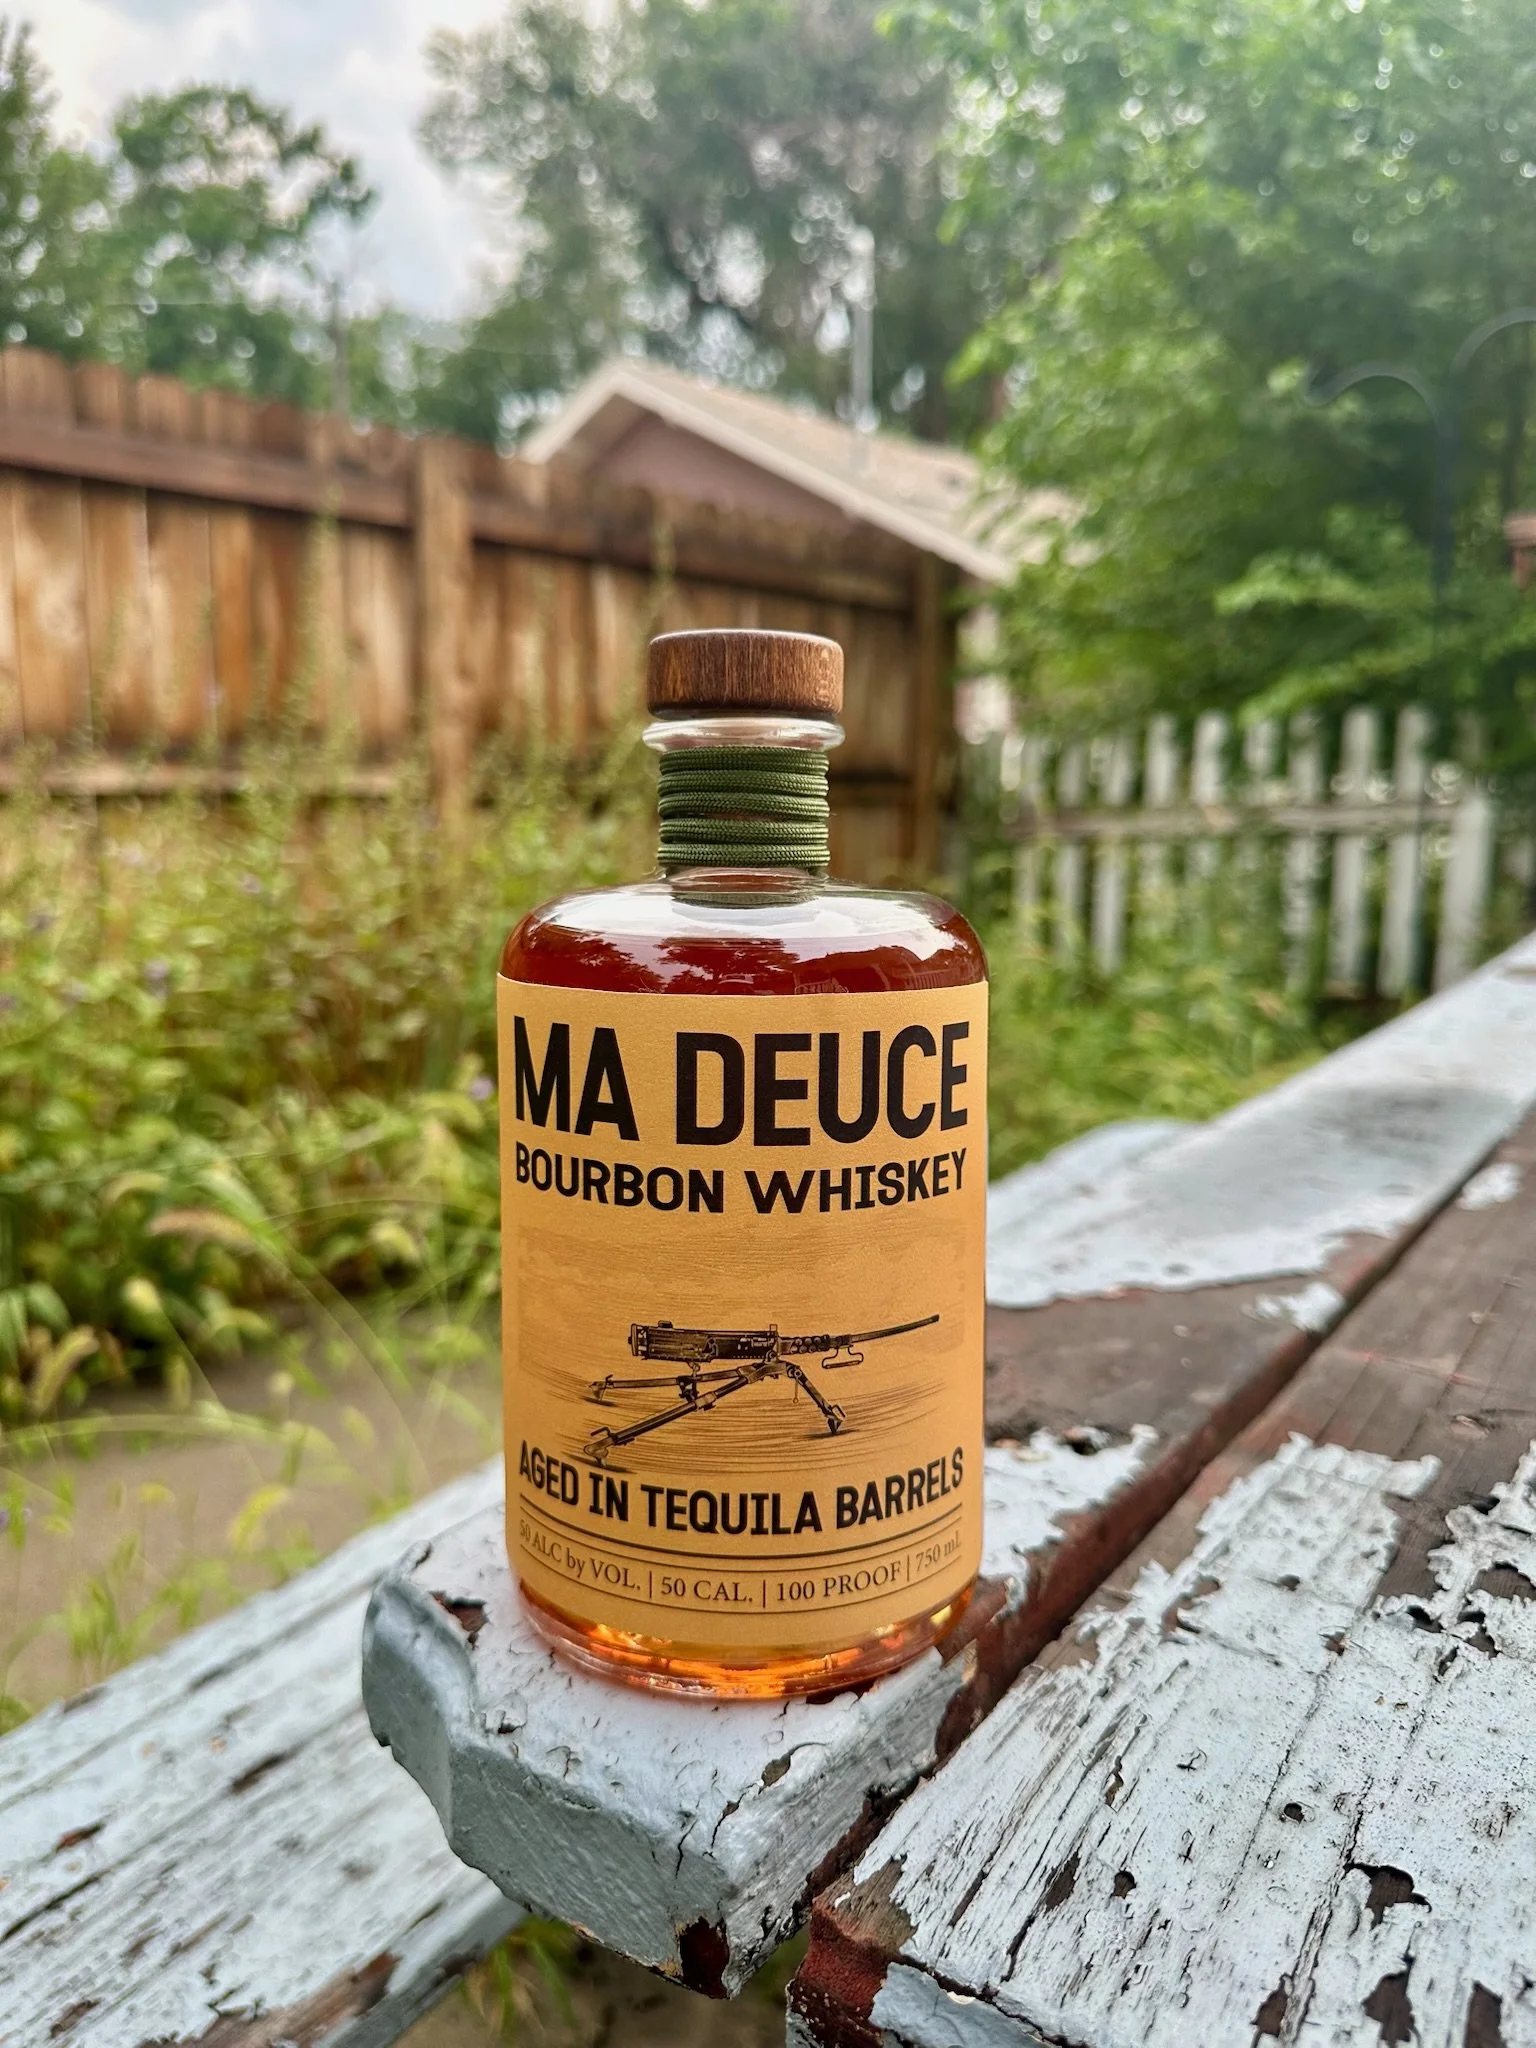 MA DEUCE
BOURBON WHISKEY
AGED IN TEQUILA BARRELS
50 ALC by VOL. | 50 CAL. | 100 PROOF | 750 mL